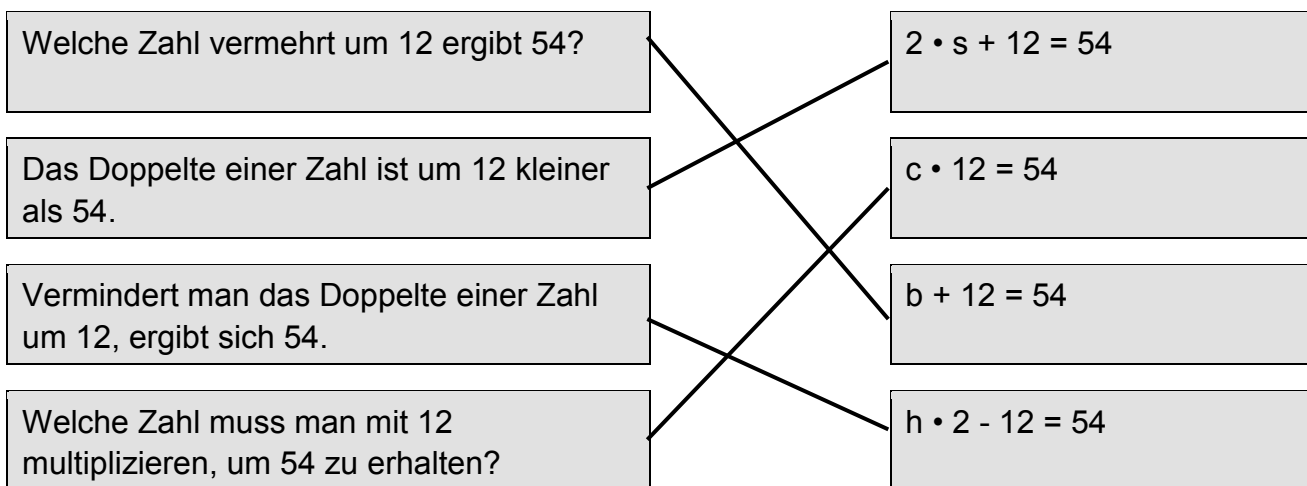 Welche Zahl vermehrt um 12 ergibt 54?
2 • s + 12 = 54
Das Doppelte einer Zahl ist um 12 kleiner
als 54.
c • 12 = 54
Vermindert man das Doppelte einer Zahl
um 12, ergibt sich 54.
b + 12 = 54
Welche Zahl muss man mit 12
multiplizieren, um 54 zu erhalten?
h • 2 - 12 = 54